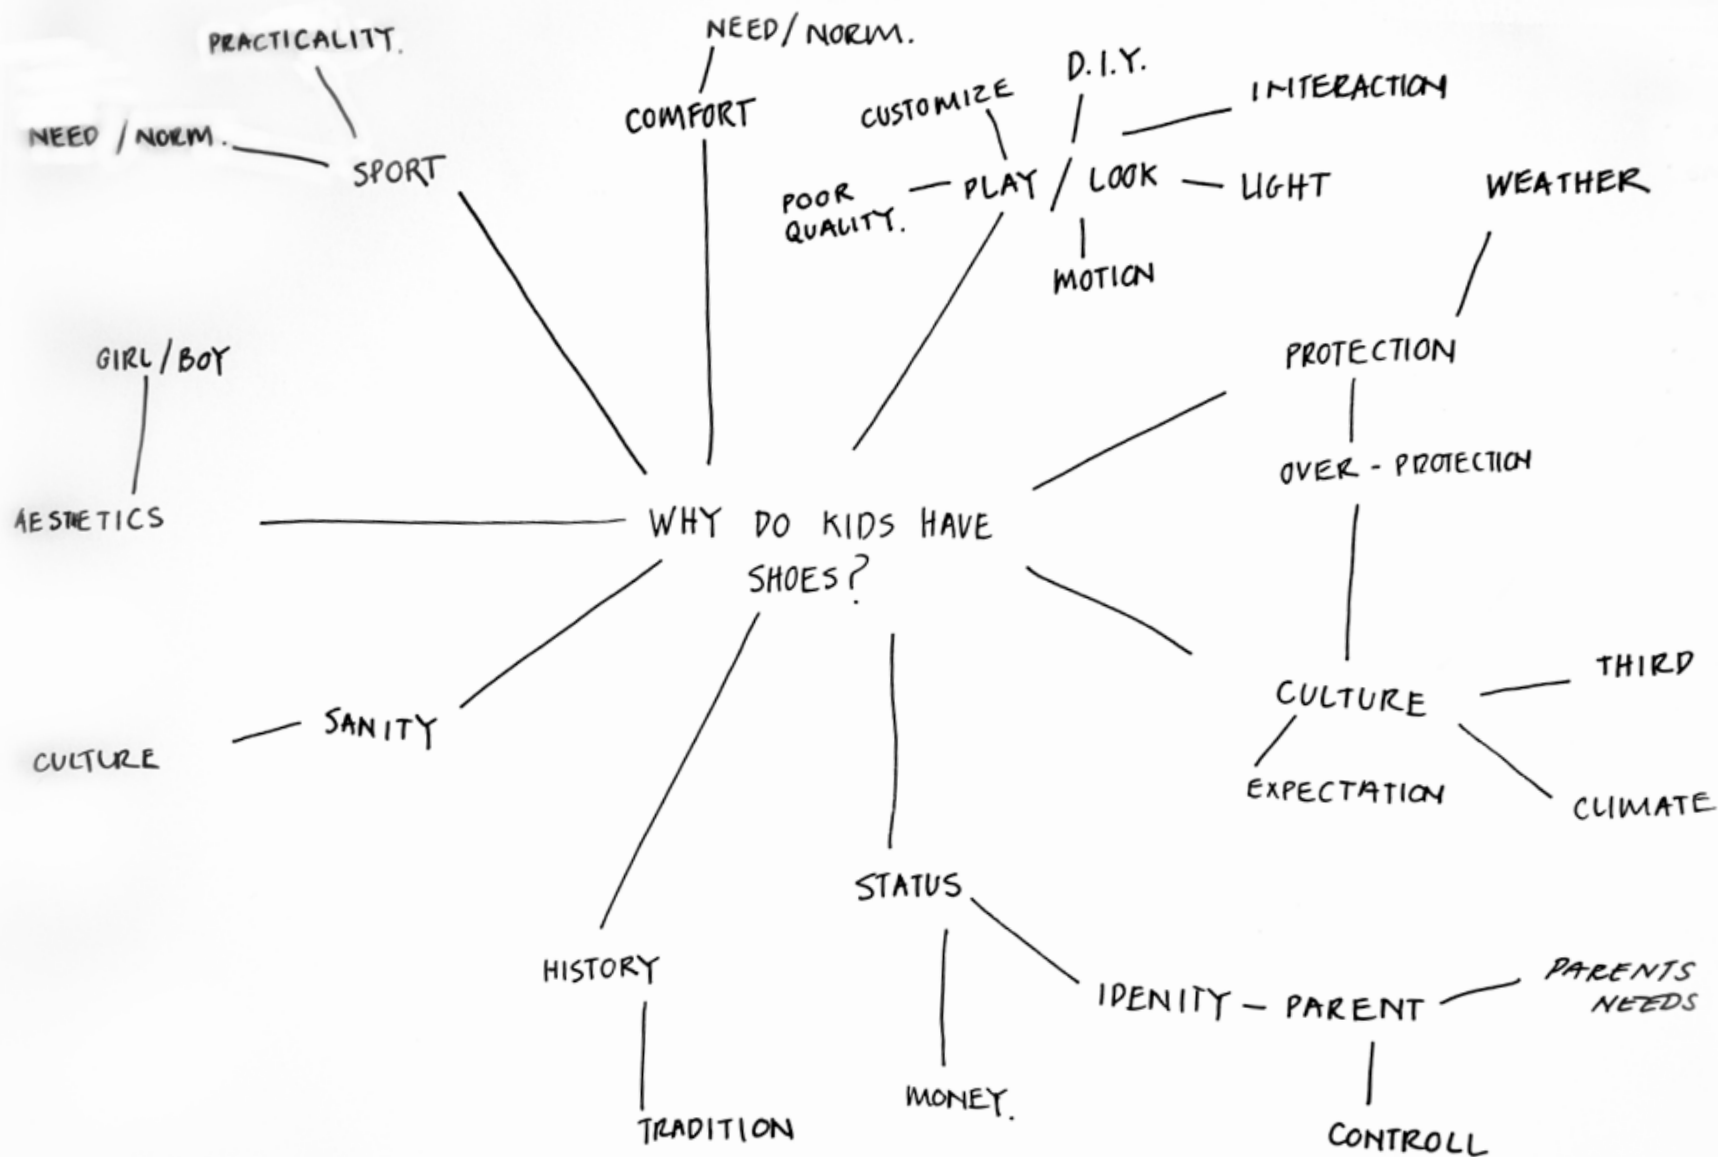 PRACTICALITY.
NEED / NORM.
SPORT
NEED / NORM.
COMFORT
CUSTOMIZE
D.I.Y.
INTERACTION
POOR
QUALITY.
PLAY / LOOK
LIGHT
MOTION
WEATHER
PROTECTION
OVER - PROTECTION
GIRL / BOY
AESTHETICS
WHY DO KIDS HAVE
SHOES?
CULTURE
SANITY
CULTURE
THIRD
EXPECTATION
CLIMATE
STATUS
HISTORY
IDENITY - PARENT
PARENTS
NEEDS
MONEY.
TRADITION
CONTROLL